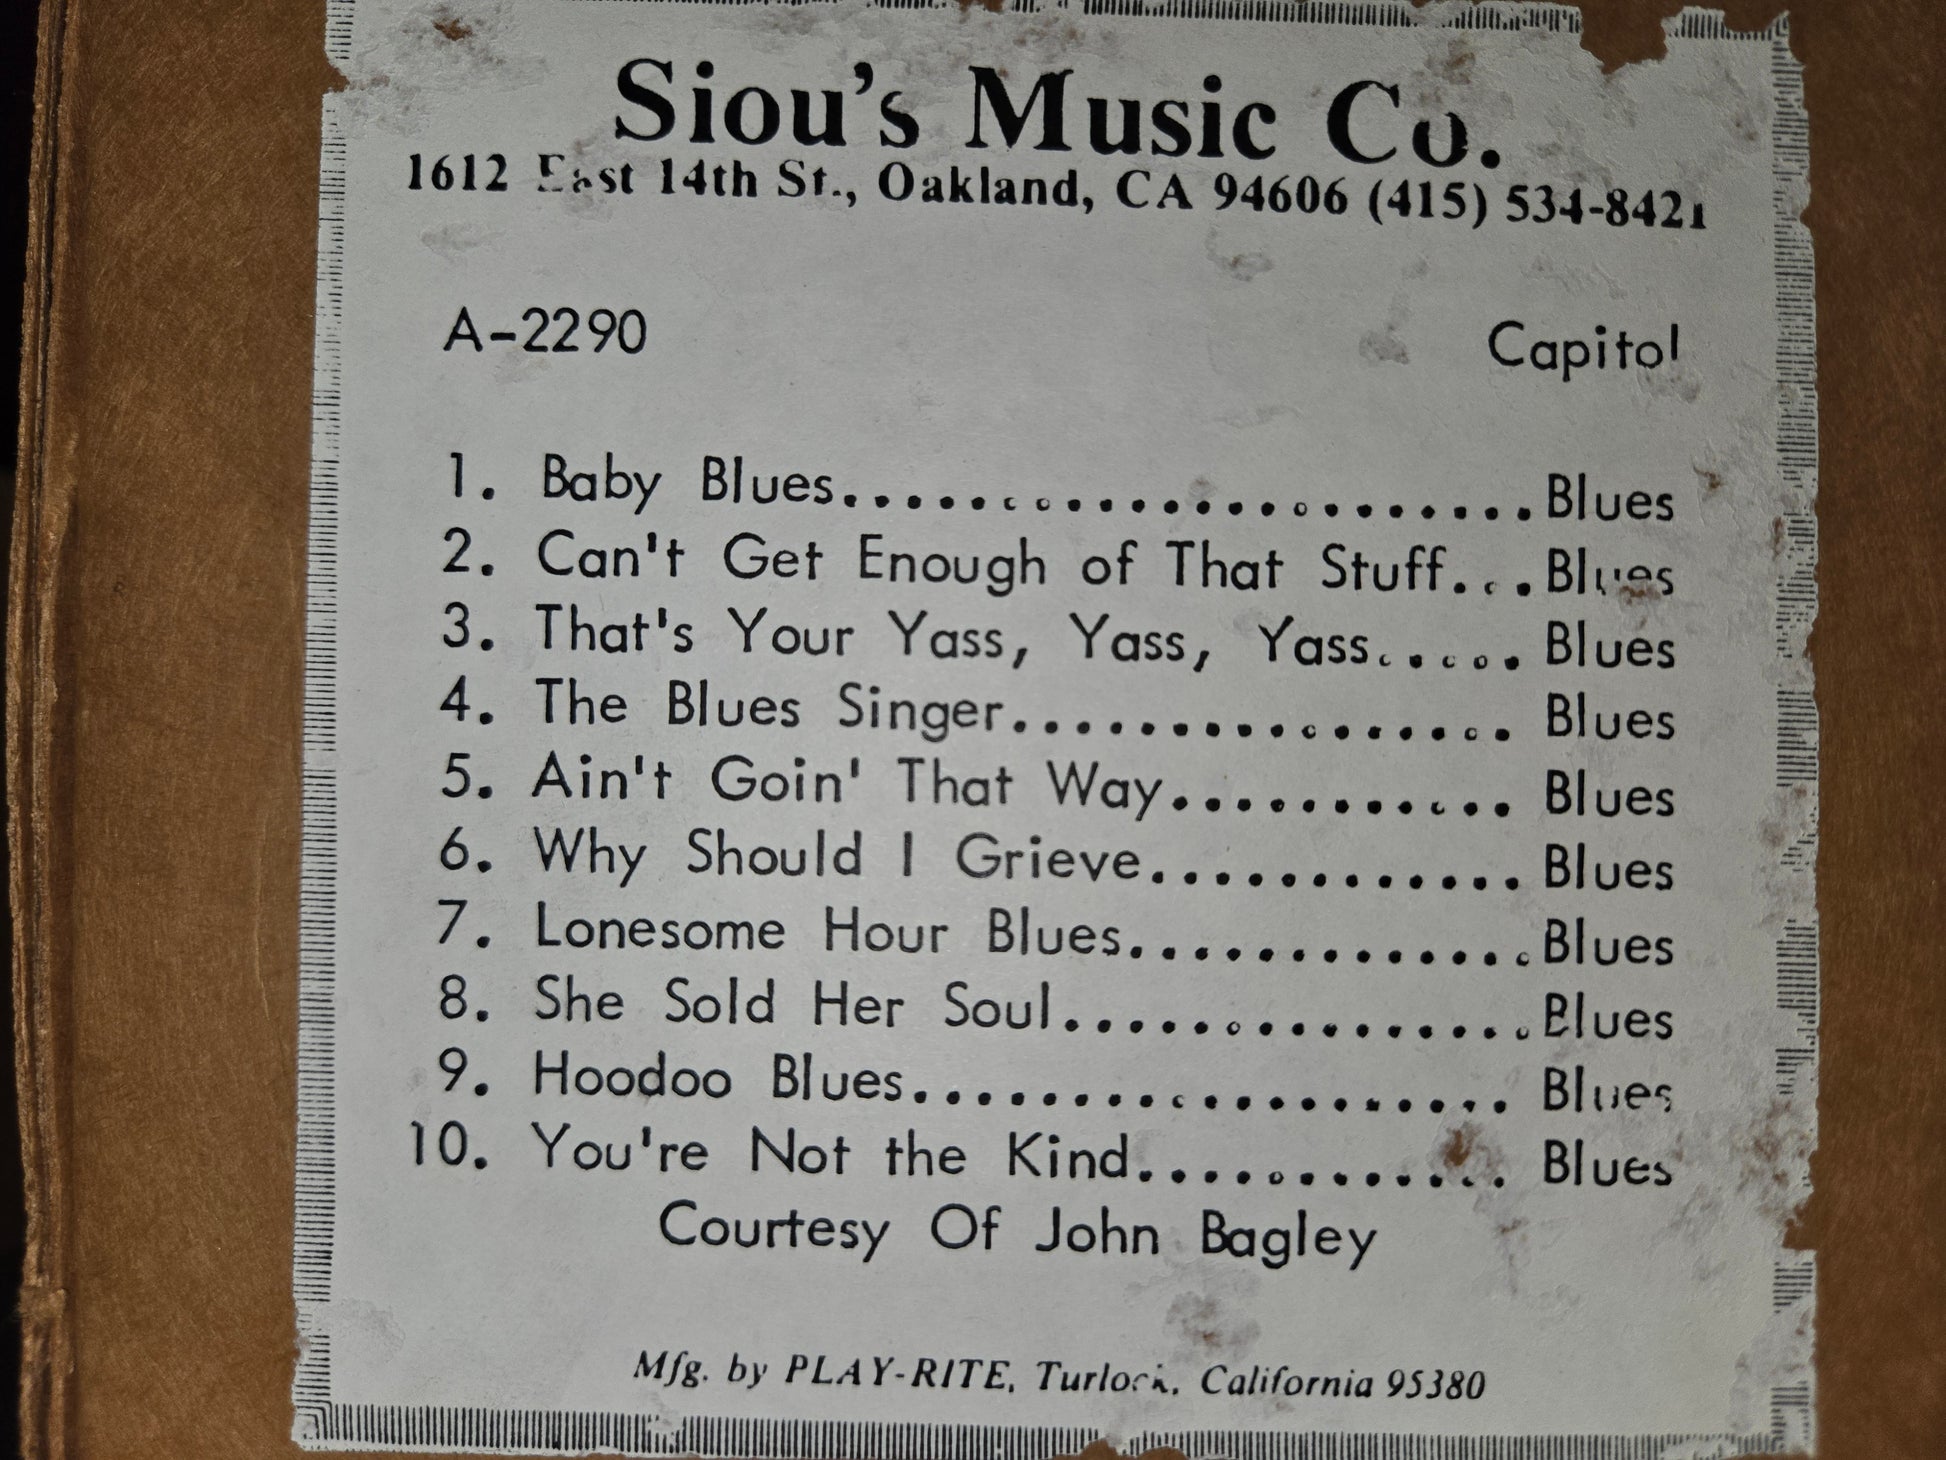 Siou's Music Co.
1612 East 14th St., Oakland, CA 94606 (415) 534-8421
A-2290 Capitol
1. Baby Blues......................Blues
2. Can't Get Enough of That Stuff...Blues
3. That's Your Yass, Yass, Yass.....Blues
4. The Blues Singer................ Blues
5. Ain't Goin' That Way........... Blues
6. Why Should I Grieve............ Blues
7. Lonesome Hour Blues.............Blues
8. She Sold Her Soul...............Blues
9. Hoodoo Blues................... Blues
10. You're Not the Kind............ Blues
Courtesy Of John Bagley
Mfg. by PLAY-RITE, Turlock, California 95380